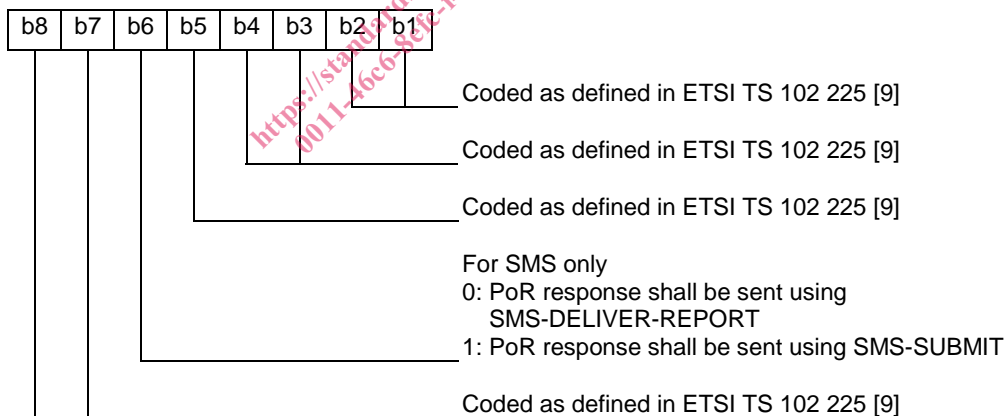 b8 b7 b6 b5 b4 b3 b2 b1
Coded as defined in ETSI TS 102 225 [9]
Coded as defined in ETSI TS 102 225 [9]
Coded as defined in ETSI TS 102 225 [9]
For SMS only
0: PoR response shall be sent using
SMS-DELIVER-REPORT
1: PoR response shall be sent using SMS-SUBMIT
Coded as defined in ETSI TS 102 225 [9]